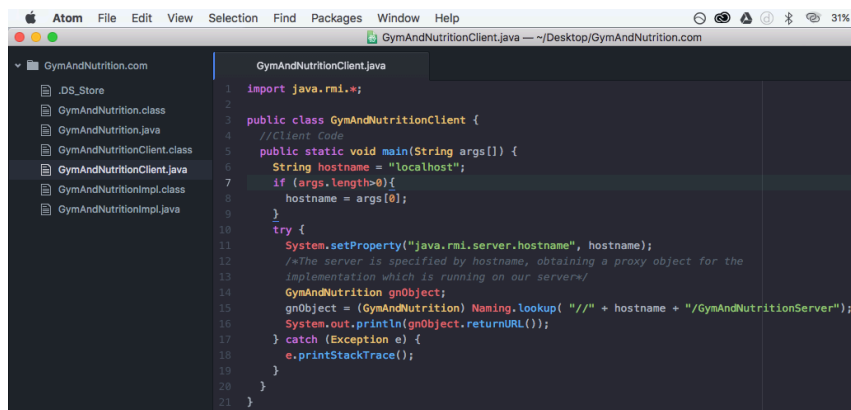 Atom File Edit View Selection Find Packages Window Help 31%
GymAndNutritionClient.java — ~/Desktop/GymAndNutrition.com
GymAndNutrition.com
.DS_Store
GymAndNutrition.class
GymAndNutrition.java
GymAndNutritionClient.class
GymAndNutritionClient.java
GymAndNutritionImpl.class
GymAndNutritionImpl.java
GymAndNutritionClient.java
1 import java.rmi.*;
2
3 public class GymAndNutritionClient {
4 //Client Code
5 public static void main(String args[]) {
6 String hostname = "localhost";
7 if (args.length>0){
8 hostname = args[0];
9 }
10 try {
11 System.setProperty("java.rmi.server.hostname", hostname);
12 /*The server is specified by hostname, obtaining a proxy object for the
13 implementation which is running on our server*/
14 GymAndNutrition gnObject;
15 gnObject = (GymAndNutrition) Naming.lookup( "//" + hostname + "/GymAndNutritionServer");
16 System.out.println(gnObject.returnURL());
17 } catch (Exception e) {
18 e.printStackTrace();
19 }
20 }
21 }